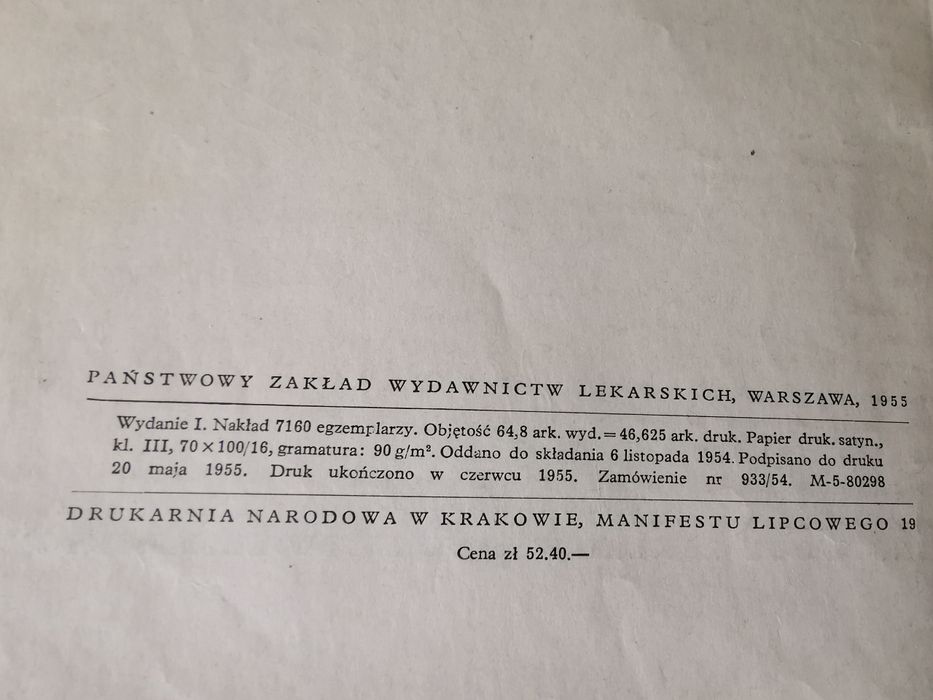 PAŃSTWOWY ZAKŁAD WYDAWNICTW LEKARSKICH, WARSZAWA, 1955
Wydanie I. Nakład 7160 egzemplarzy. Objętość 64,8 ark. wyd. = 46,625 ark. druk. Papier druk. satyn.,
kl. III, 70 × 100/16, gramatura: 90 g/m². Oddano do składania 6 listopada 1954. Podpisano do druku
20 maja 1955. Druk ukończono w czerwcu 1955. Zamówienie nr 933/54. M-5-80298
DRUKARNIA NARODOWA W KRAKOWIE, MANIFESTU LIPCOWEGO 19
Cena zł 52.40.—